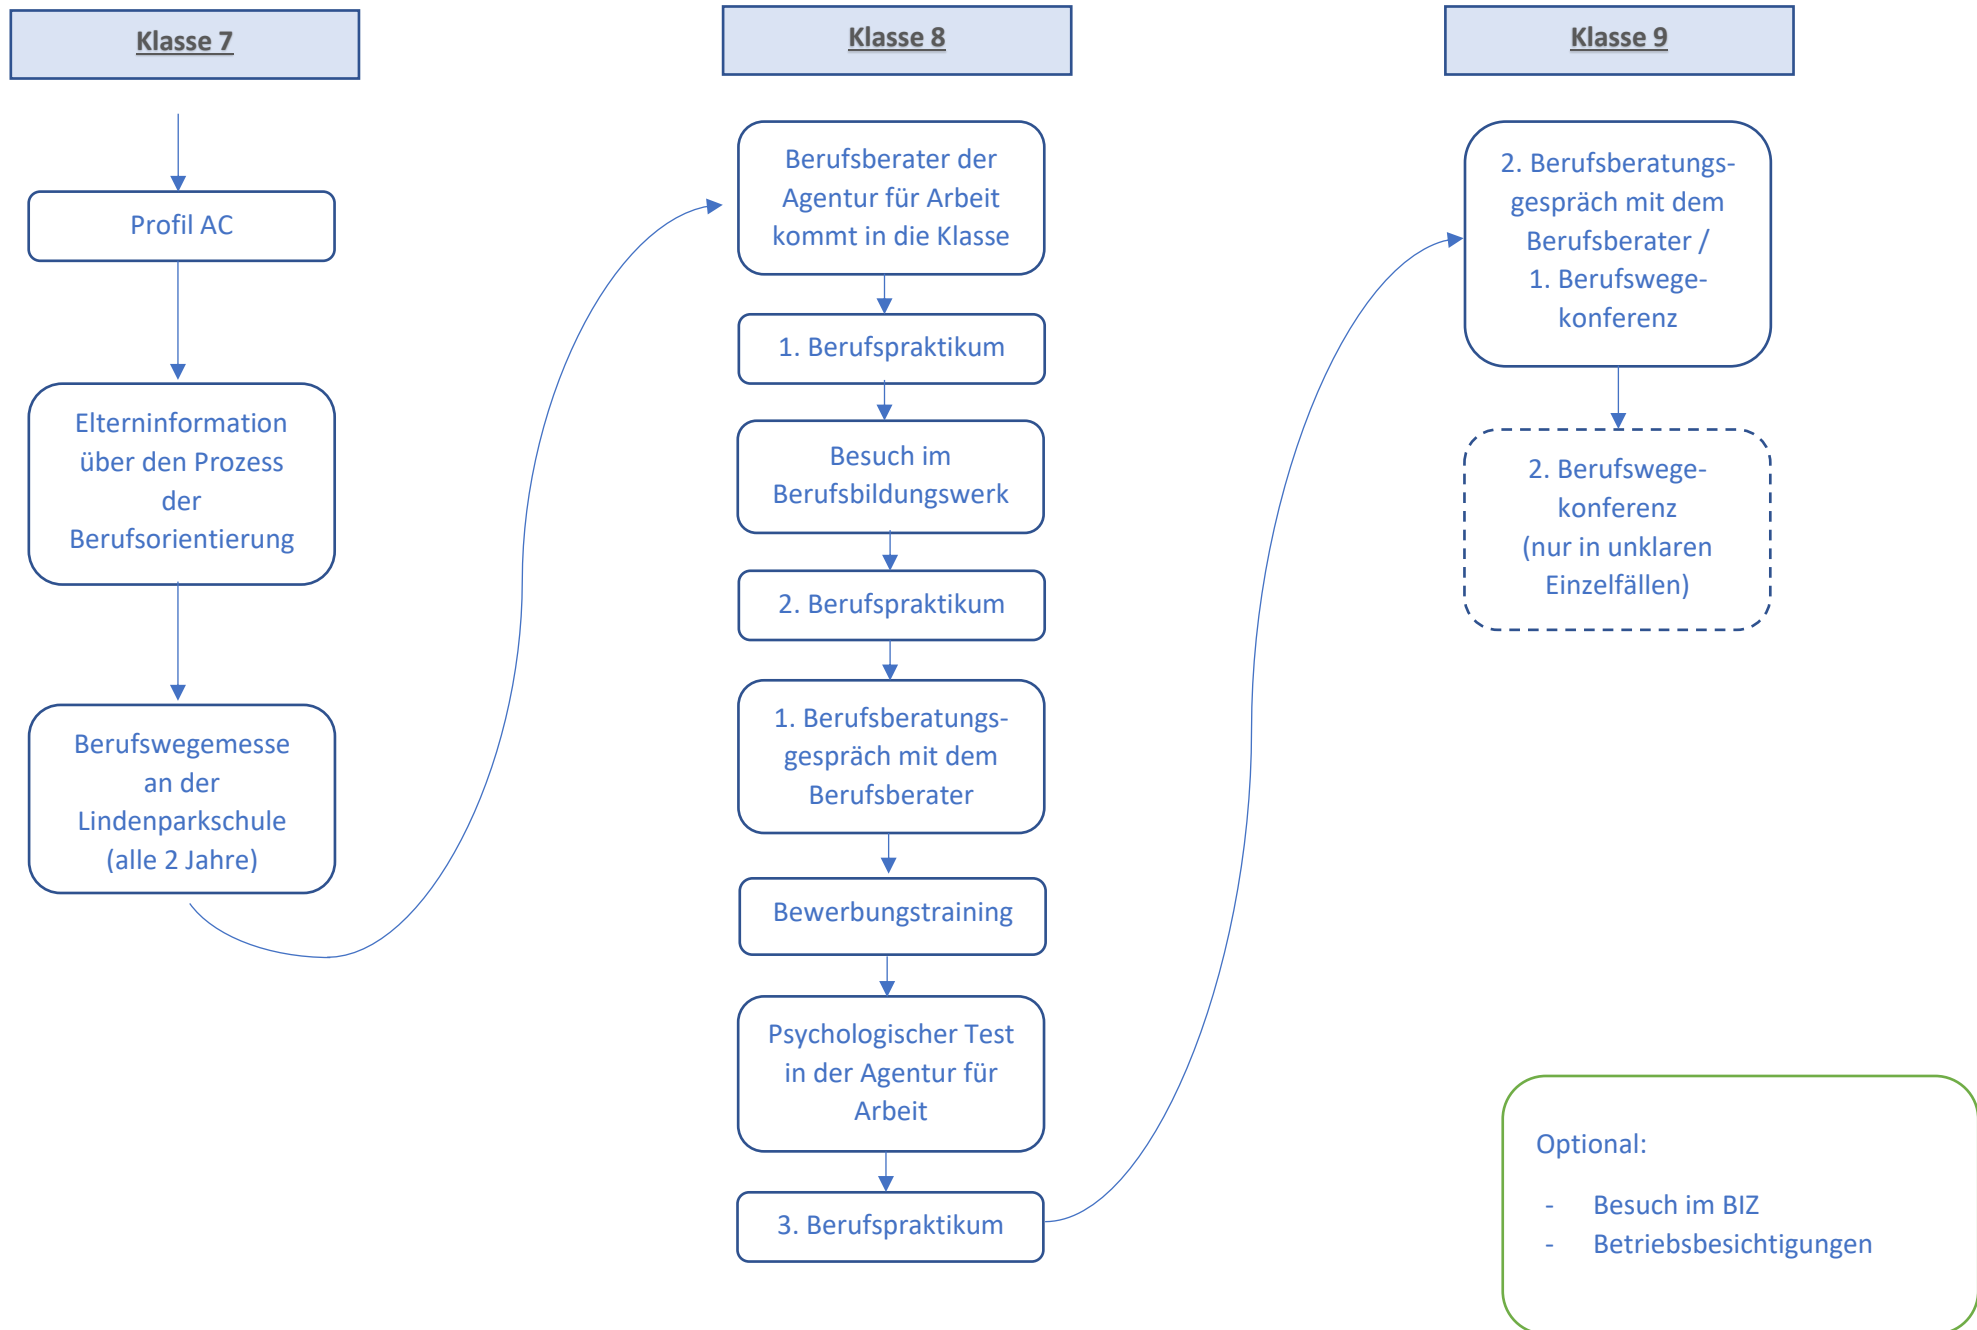 Klasse 7
Profil AC
Elterninformation
über den Prozess
der
Berufsorientierung
Berufswegemesse
an der
Lindenparkschule
(alle 2 Jahre)
Klasse 8
Berufsberater der
Agentur für Arbeit
kommt in die Klasse
1. Berufspraktikum
Besuch im
Berufsbildungswerk
2. Berufspraktikum
1. Berufsberatungs-
gespräch mit dem
Berufsberater
Bewerbungstraining
Psychologischer Test
in der Agentur für
Arbeit
3. Berufspraktikum
Klasse 9
2. Berufsberatungs-
gespräch mit dem
Berufsberater /
1. Berufswege-
konferenz
2. Berufswege-
konferenz
(nur in unklaren
Einzelfällen)
Optional:
- Besuch im BIZ
- Betriebsbesichtigungen